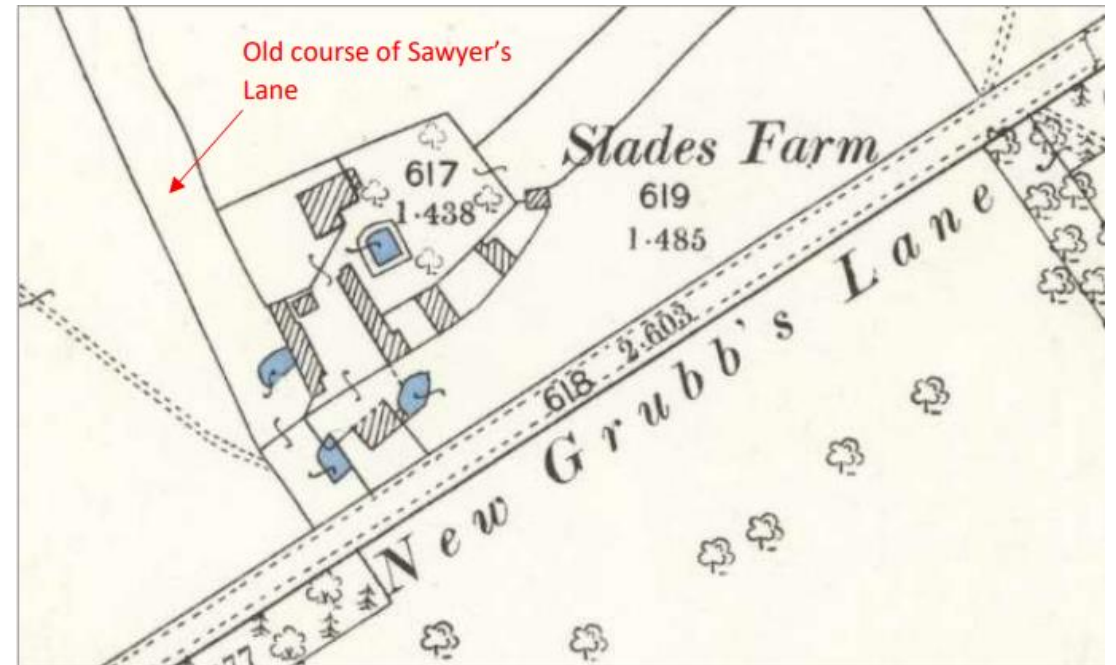 Old course of Sawyer's
Lane
Slades Farm
617
1·438
619
1·485
618 2·603
New Grubb's Lane
77